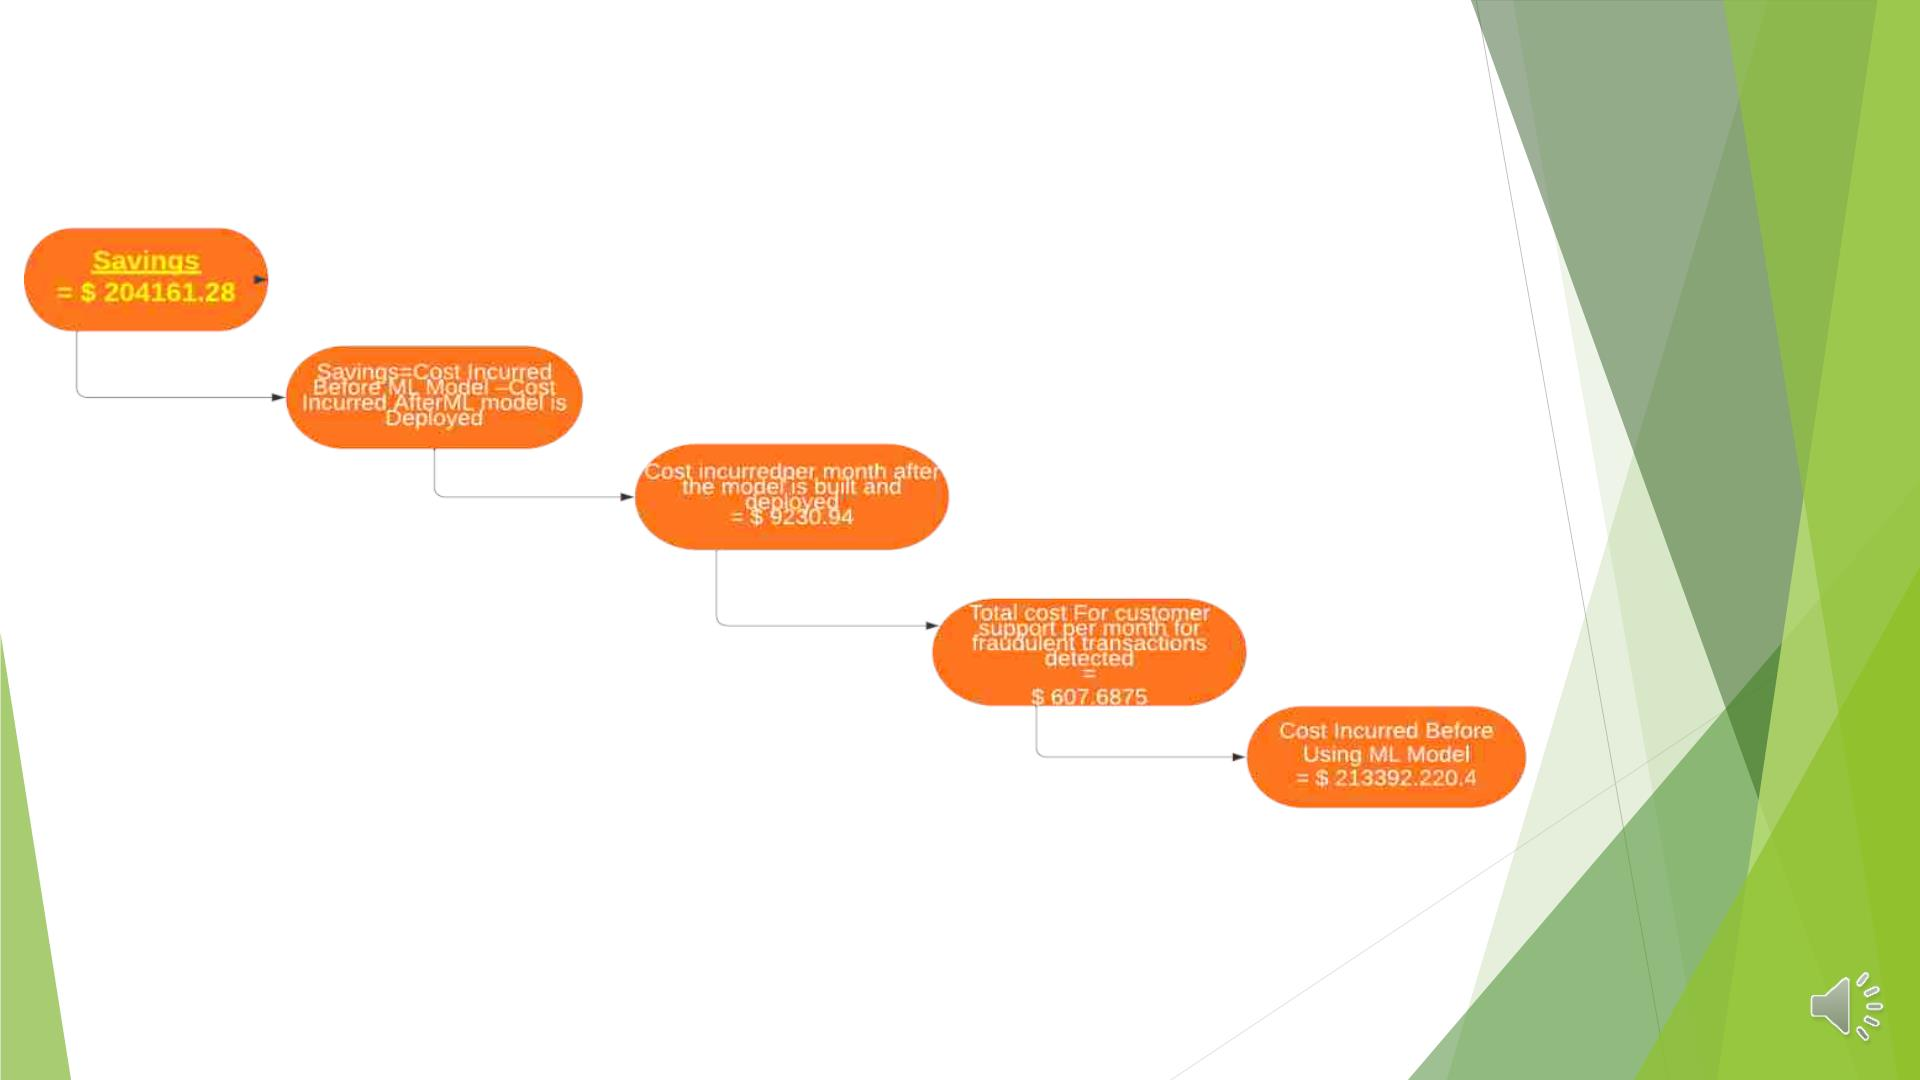 Savings
= $ 204161.28
Savings=Cost Incurred
Before ML Model –Cost
Incurred AfterML model is
Deployed
Cost incurredper month after
the model is built and
deployed
= $ 9230.94
Total cost For customer
support per month for
fraudulent transactions
detected
=
$ 607.6875
Cost Incurred Before
Using ML Model
= $ 213392.220.4